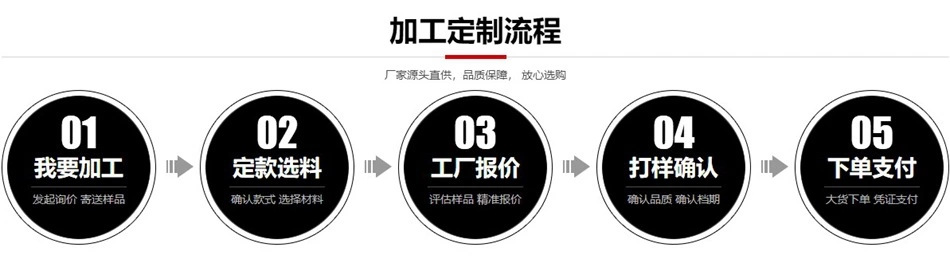 加工定制流程
厂家源头直供，品质保障， 放心选购
01
我要加工
发起询价 寄送样品
02
定款选料
确认款式 选择材料
03
工厂报价
评估样品 精准报价
04
打样确认
确认品质 确认档期
05
下单支付
大货下单 凭证支付